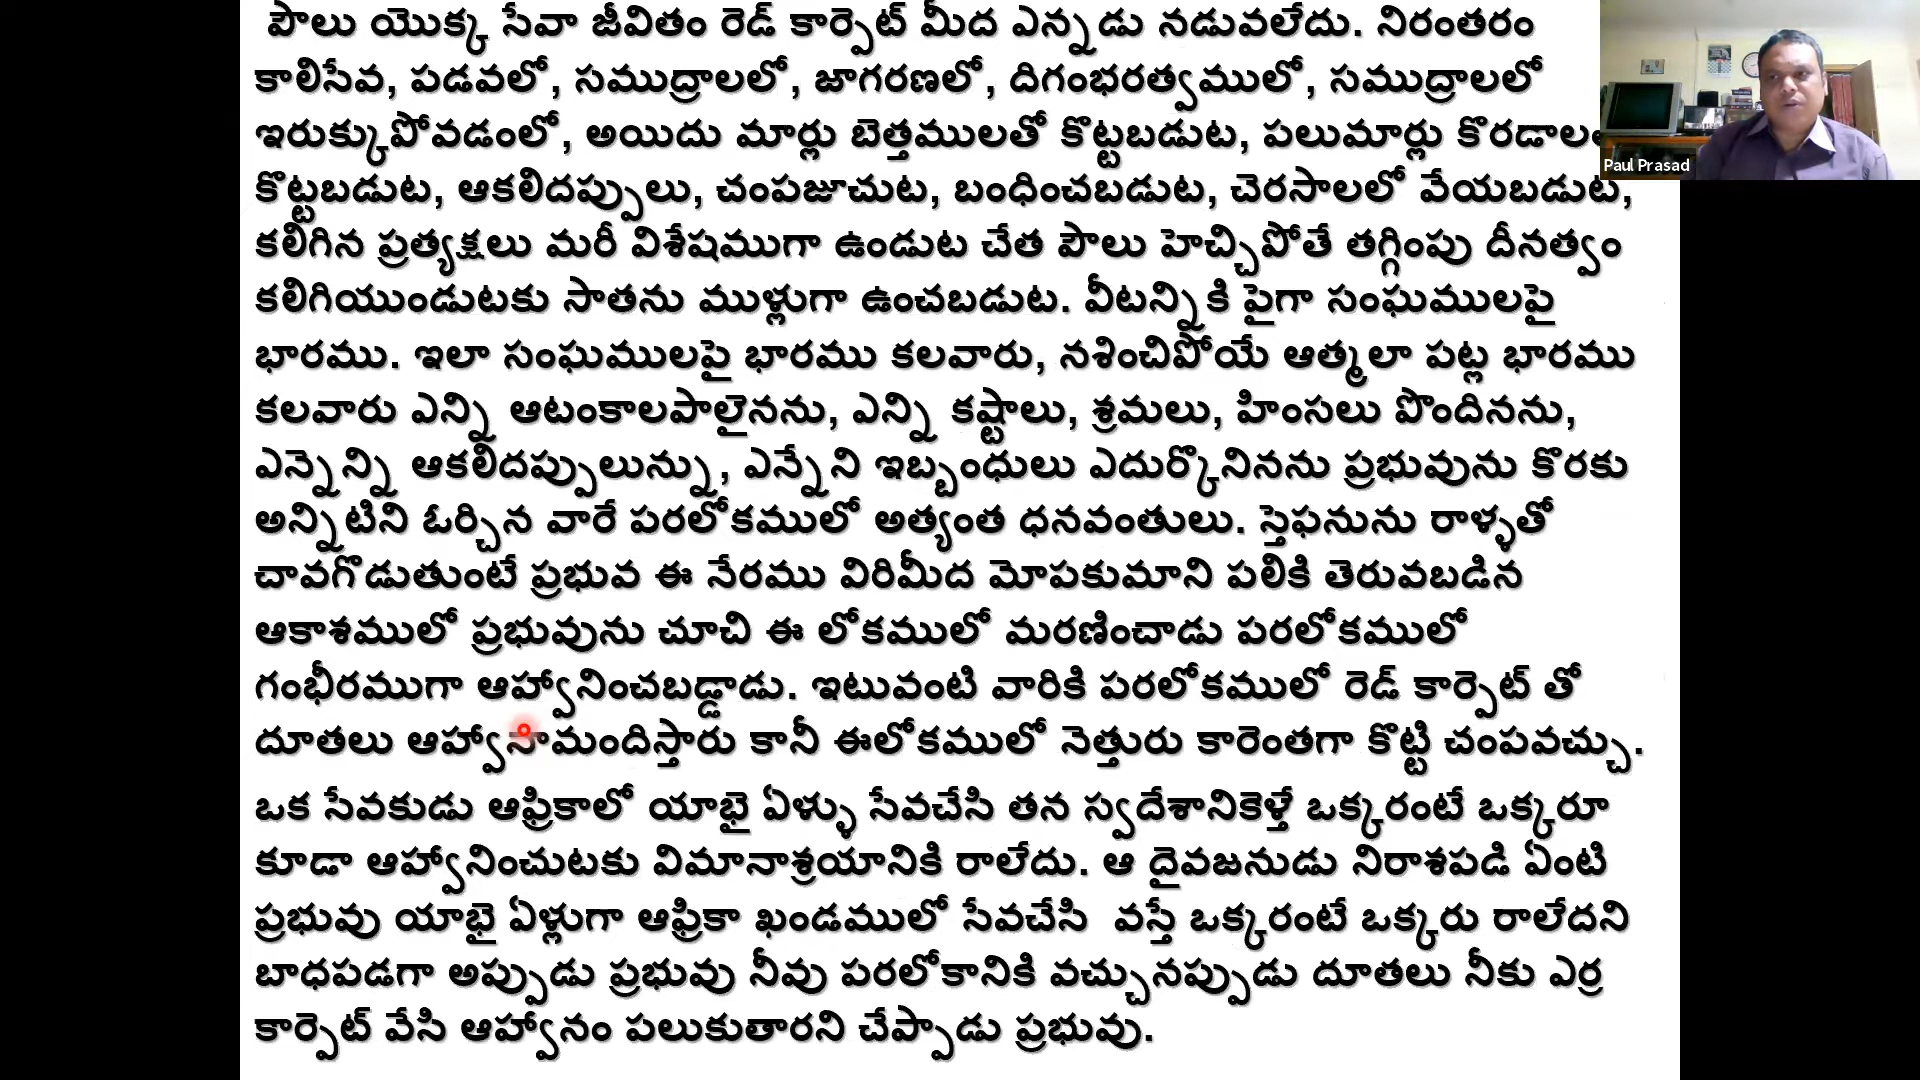 పౌలు యొక్క సేవా జీవితం రెడ్ కార్పెట్ మీద ఎన్నడు నడువలేదు. నిరంతరం
కాలిసేవ, పడవలో, సముద్రాలలో, జాగరణలో, దిగంభరత్వములో, సముద్రాలలో
ఇరుక్కుపోవడంలో, అయిదు మార్లు బెత్తములతో కొట్టబడుట, పలుమార్లు
కొట్టబడుట, ఆకలిదప్పులు, చంపజూచుట, బంధించబడుట, చెరసాలలో వేయబడుట,
కలిగిన ప్రత్యక్షలు మరీ విశేషముగా ఉండుట చేత పౌలు హెచ్చిపోతే తగ్గింపు దీనత్వం
కలిగియుండుటకు సాతను ముళ్లుగా ఉంచబడుట. వీటన్నికి పైగా సంఘములపై
భారము. ఇలా సంఘములపై భారము కలవారు, నశించిపోయే ఆత్మలా పట్ల భారము
కలవారు ఎన్ని ఆటంకాలపాలైనను, ఎన్ని కష్టాలు, శ్రమలు, హింసలు పొందినను,
ఎన్నెన్ని ఆకలిదప్పులున్ను, ఎన్నేని ఇబ్బంధులు ఎదుర్కొనినను ప్రభువును కొరకు
అన్నిటిని ఓర్చిన వారే పరలోకములో అత్యంత ధనవంతులు. స్తెఫనును రాళ్ళతో
చావగొడుతుంటే ప్రభువ ఈ నేరము విరిమీద మోపకుమాని పలికి తెరువబడిన
ఆకాశములో ప్రభువును చూచి ఈ లోకములో మరణించాడు పరలోకములో
గంభీరముగా ఆహ్వానించబడ్డాడు. ఇటువంటి వారికి పరలోకములో రెడ్ కార్పెట్ తో
దూతలు ఆహ్వానామందిస్తారు కానీ ఈలోకములో నెత్తురు కారెంతగా కొట్టి చంపవచ్చు.
ఒక సేవకుడు ఆఫ్రికాలో యాభై ఏళ్ళు సేవచేసి తన స్వదేశానికెళ్తే ఒక్కరంటే ఒక్కరూ
కూడా ఆహ్వానించుటకు విమానాశ్రయానికి రాలేదు. ఆ దైవజనుడు నిరాశపడి ఏంటి
ప్రభువు యాభై ఏళ్లుగా ఆఫ్రికా ఖండములో సేవచేసి వస్తే ఒక్కరంటే ఒక్కరు రాలేదని
బాధపడగా అప్పుడు ప్రభువు నీవు పరలోకానికి వచ్చునప్పుడు దూతలు నీకు ఎర్ర
కార్పెట్ వేసి ఆహ్వానం పలుకుతారని చేప్పాడు ప్రభువు.
Paul Prasad